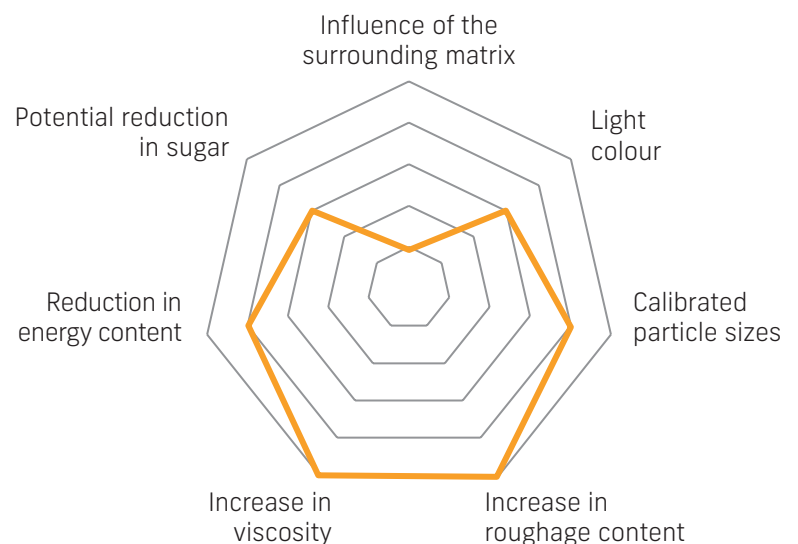 Influence of the
surrounding matrix
Light
colour
Calibrated
particle sizes
Increase in
roughage content
Increase in
viscosity
Reduction in
energy content
Potential reduction
in sugar